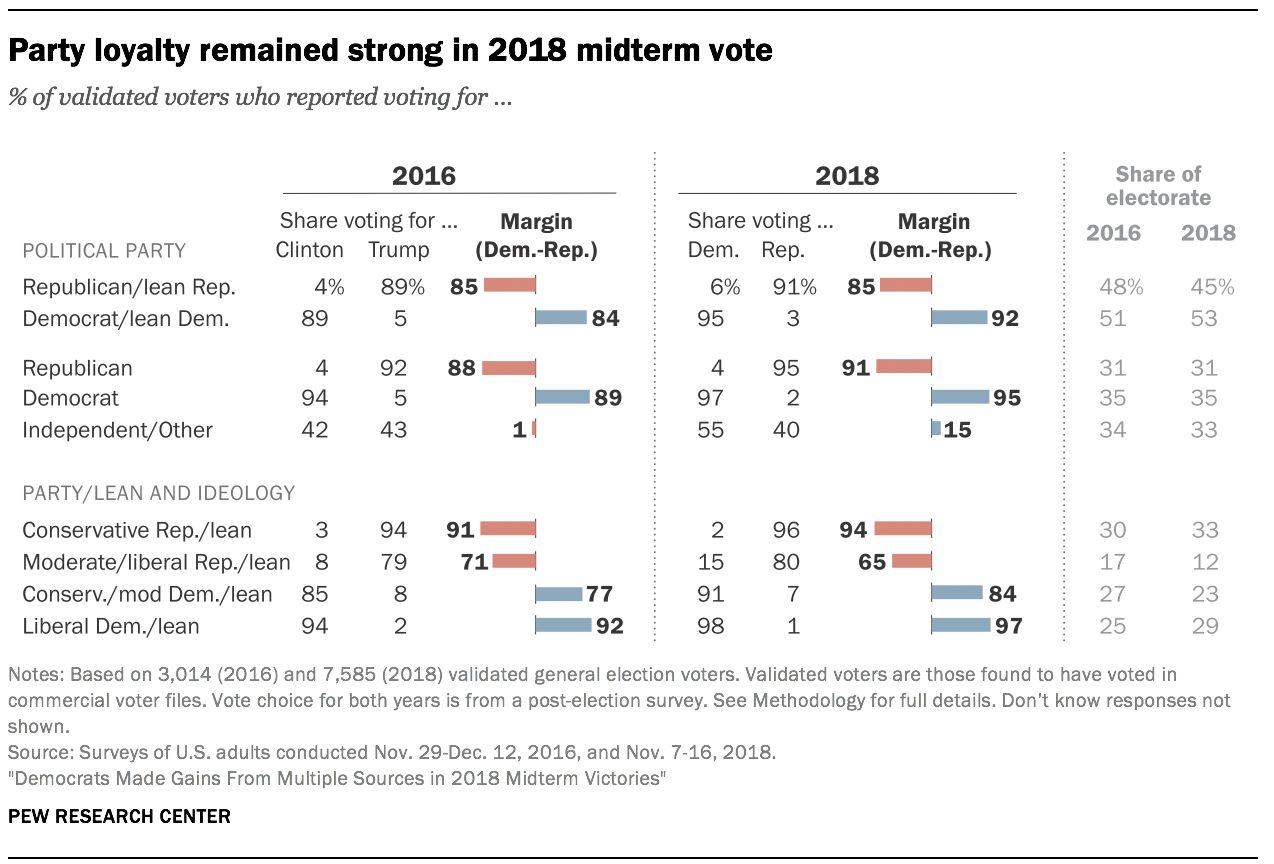 Party loyalty remained strong in 2018 midterm vote
% of validated voters who reported voting for ...
2016 2018 Share of
electorate
Share voting for ... Margin Share voting ... Margin 2016 2018
POLITICAL PARTY Clinton Trump (Dem.-Rep.) Dem. Rep. (Dem.-Rep.)
Republican/lean Rep. 4% 89% 85 6% 91% 85 48% 45%
Democrat/lean Dem. 89 5 84 95 3 92 51 53
Republican 4 92 88 4 95 91 31 31
Democrat 94 5 89 97 2 95 35 35
Independent/Other 42 43 1 55 40 15 34 33
PARTY/LEAN AND IDEOLOGY
Conservative Rep./lean 3 94 91 2 96 94 30 33
Moderate/liberal Rep./lean 8 79 71 15 80 65 17 12
Conserv./mod Dem./lean 85 8 77 91 7 84 27 23
Liberal Dem./lean 94 2 92 98 1 97 25 29
Notes: Based on 3,014 (2016) and 7,585 (2018) validated general election voters. Validated voters are those found to have voted in
commercial voter files. Vote choice for both years is from a post-election survey. See Methodology for full details. Don't know responses not
shown.
Source: Surveys of U.S. adults conducted Nov. 29-Dec. 12, 2016, and Nov. 7-16, 2018.
"Democrats Made Gains From Multiple Sources in 2018 Midterm Victories"
PEW RESEARCH CENTER